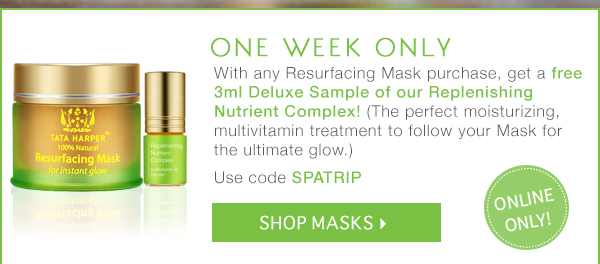 ONE WEEK ONLY
With any Resurfacing Mask purchase, get a free
3ml Deluxe Sample of our Replenishing
Nutrient Complex! (The perfect moisturizing,
multivitamin treatment to follow your Mask for
the ultimate glow.)
Use code SPATRIP
SHOP MASKS
ONLINE
ONLY!
TATA HARPER
100% Natural
Resurfacing Mask
for instant glow
Replenishing
Nutrient
Complex